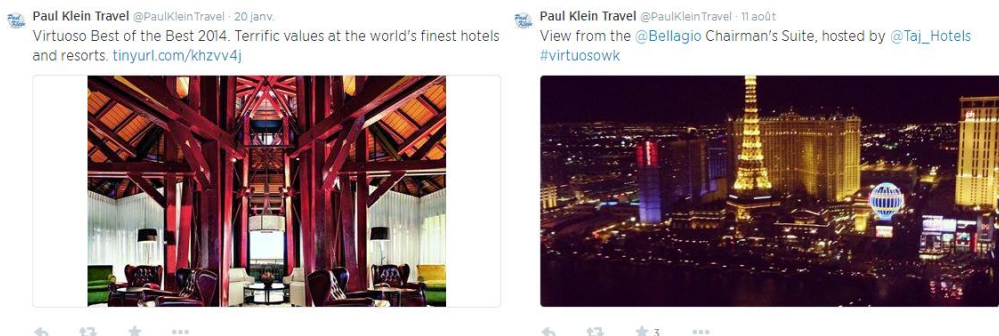 Paul Klein Travel @PaulKleinTravel · 20 janv.
Virtuoso Best of the Best 2014. Terrific values at the world's finest hotels
and resorts. tinyurl.com/khzvv4j
Paul Klein Travel @PaulKleinTravel · 11 août
View from the @Bellagio Chairman's Suite, hosted by @Taj_Hotels
#virtuosowk
3